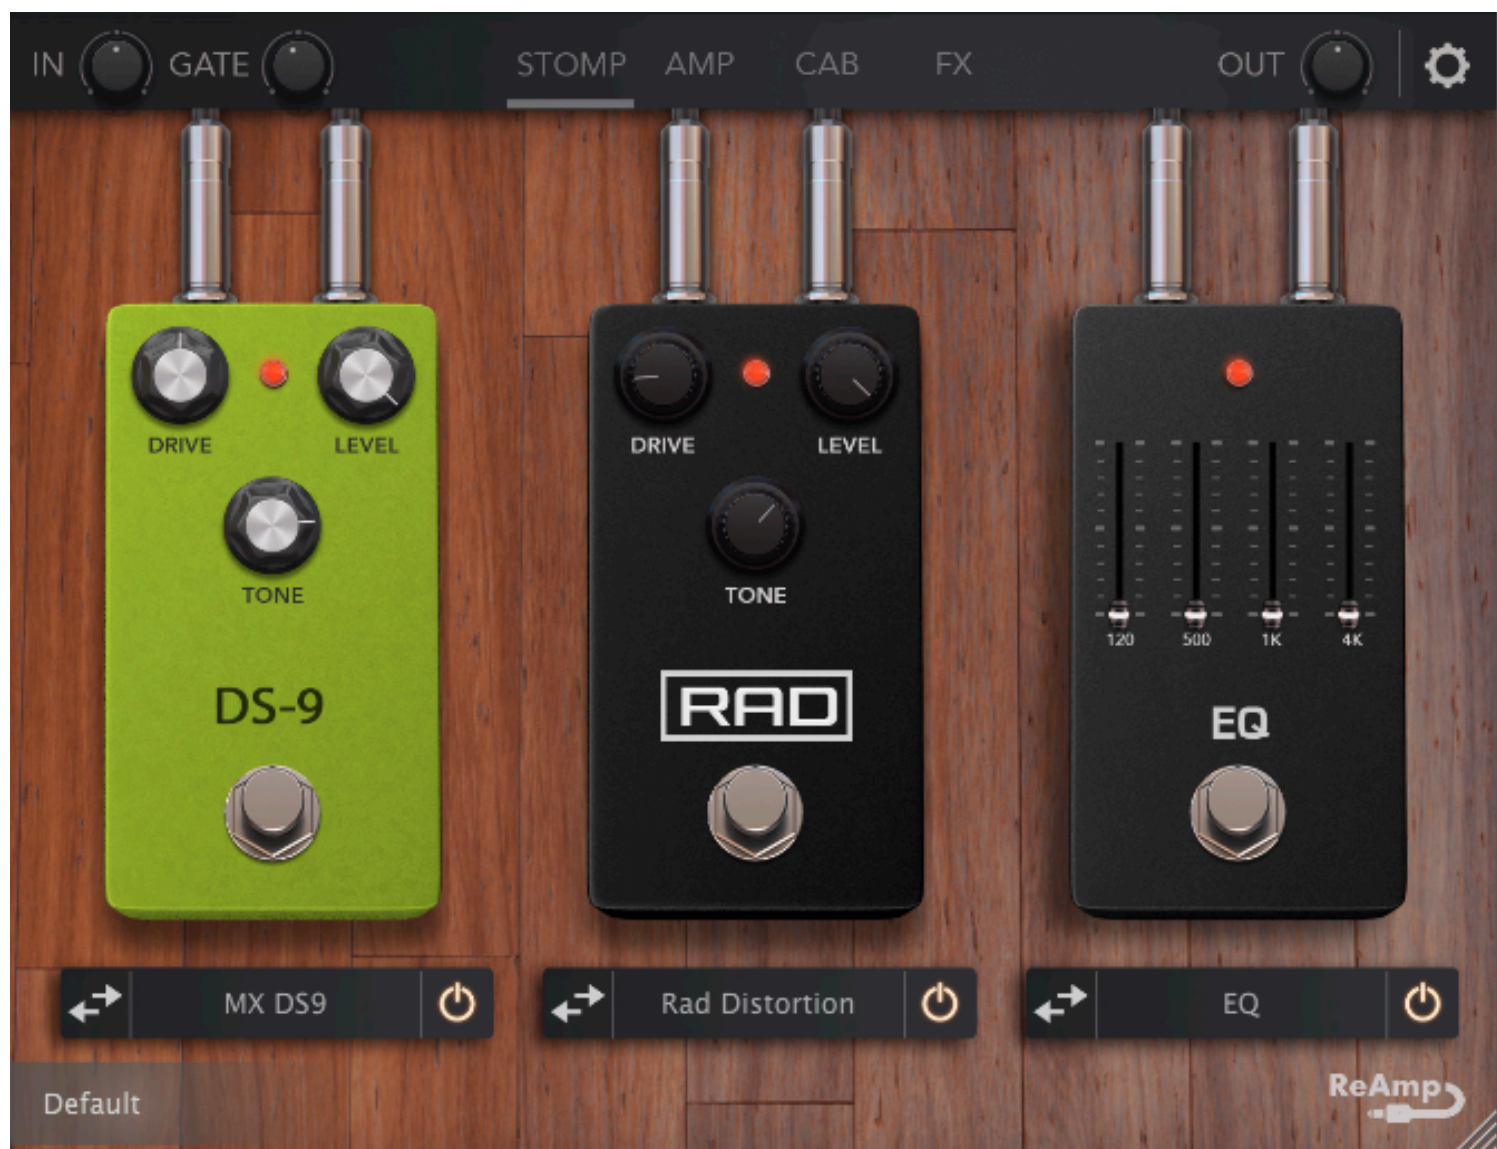 IN GATE STOMP AMP CAB FX OUT
DRIVE LEVEL DRIVE LEVEL
TONE TONE
120 500 1K 4K
DS-9 RAD EQ
MX DS9 Rad Distortion EQ
Default ReAmp